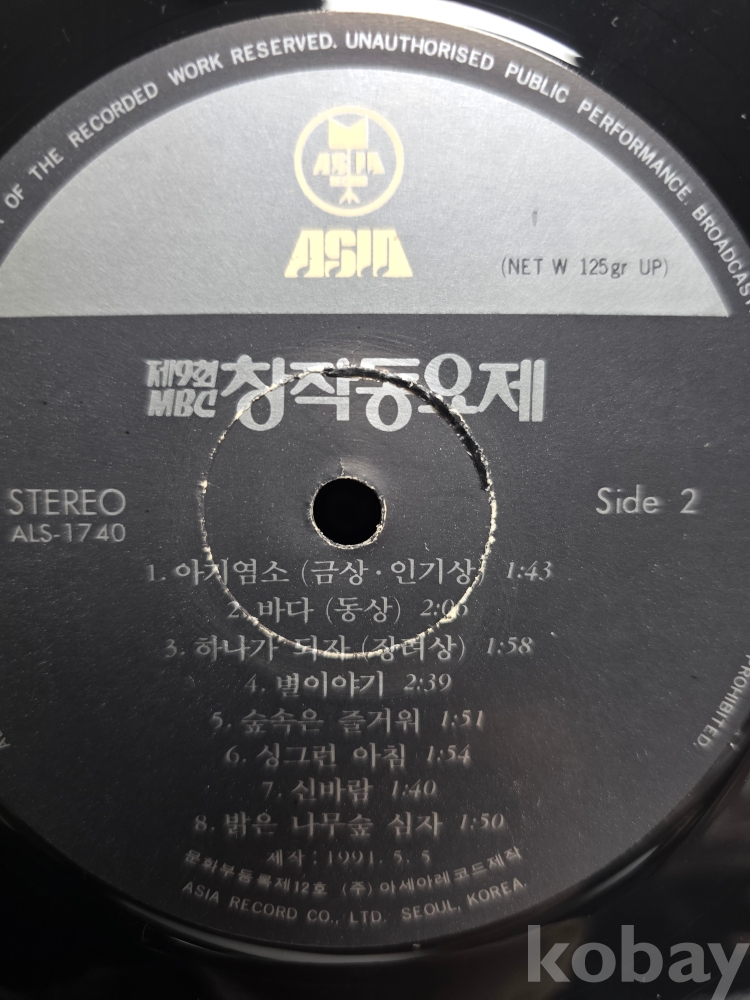 OF THE RECORDED WORK RESERVED. UNAUTHORISED PUBLIC PERFORMANCE. BROADCAST
ASIA
ASIA
(NET W 125gr UP)
제9회
MBC
창작동요제
STEREO
ALS-1740
Side 2
1. 아기염소 (금상·인기상) 1:43
2. 바다 (동상)
3. 하나가 되자 (장려상) 1:58
4. 별이야기 2:39
5. 숲속은 즐거워 1:51
6. 싱그런 아침 1:54
7. 신바람 1:40
8. 밝은 나무숲 심자 1:50
세작: 1991. 5. 5
문화부등록제12호 (주) 아세아레코드제작
ASIA RECORD CO., LTD. SEOUL, KOREA.
PROHIBITED.
kobay